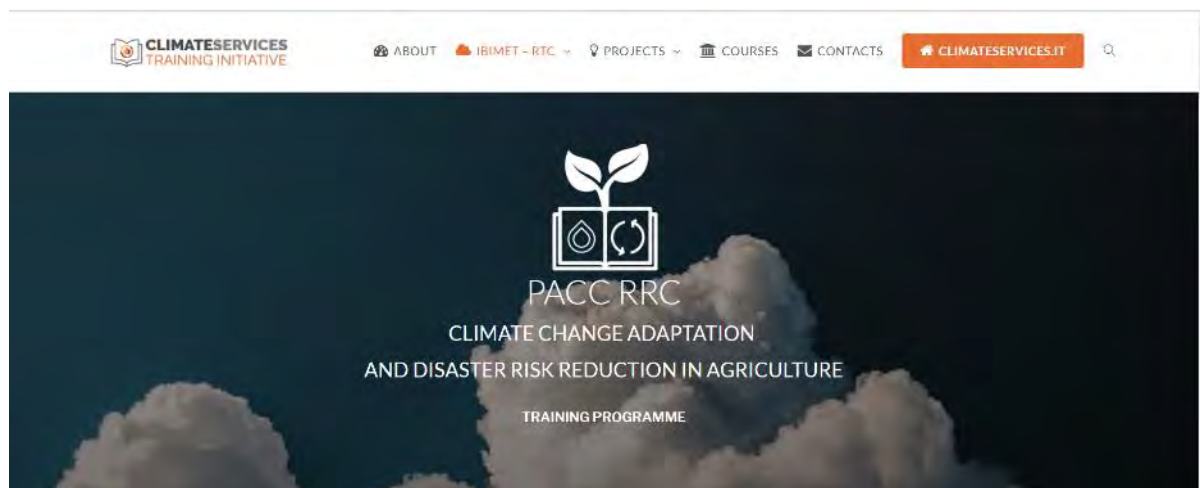 CLIMATESERVICES
TRAINING INITIATIVE
ABOUT IBIMET – RTC PROJECTS COURSES CONTACTS CLIMATESERVICES.IT
PACC RRC
CLIMATE CHANGE ADAPTATION
AND DISASTER RISK REDUCTION IN AGRICULTURE
TRAINING PROGRAMME